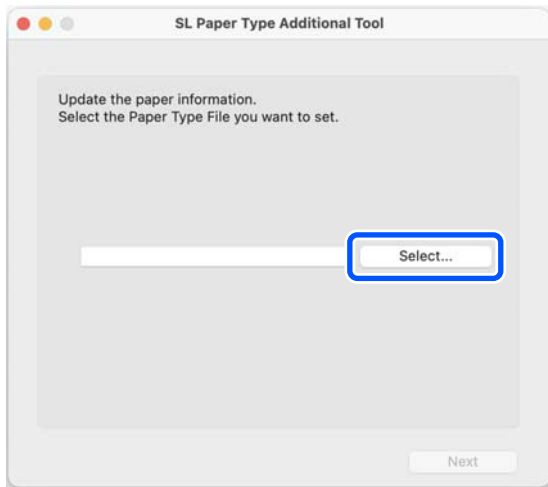 SL Paper Type Additional Tool
Update the paper information.
Select the Paper Type File you want to set.
Select...
Next